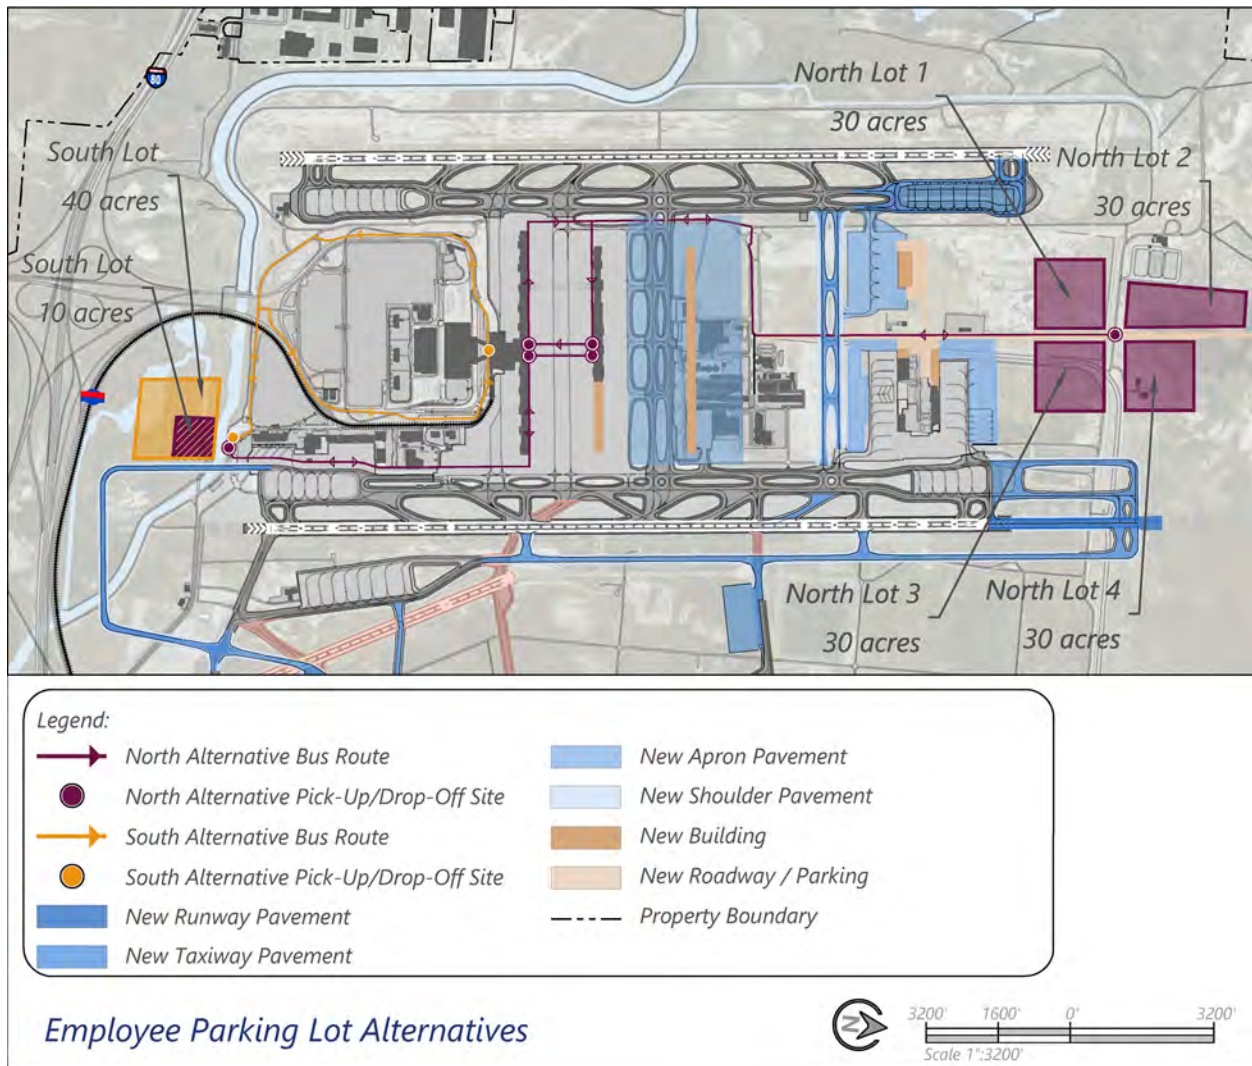 80
North Lot 1
30 acres
South Lot
40 acres
North Lot 2
30 acres
South Lot
10 acres
North Lot 3
30 acres
North Lot 4
30 acres
Legend:
North Alternative Bus Route
North Alternative Pick-Up/Drop-Off Site
South Alternative Bus Route
South Alternative Pick-Up/Drop-Off Site
New Runway Pavement
New Taxiway Pavement
New Apron Pavement
New Shoulder Pavement
New Building
New Roadway / Parking
Property Boundary
Employee Parking Lot Alternatives
N
3200' 1600' 0' 3200'
Scale 1":3200'